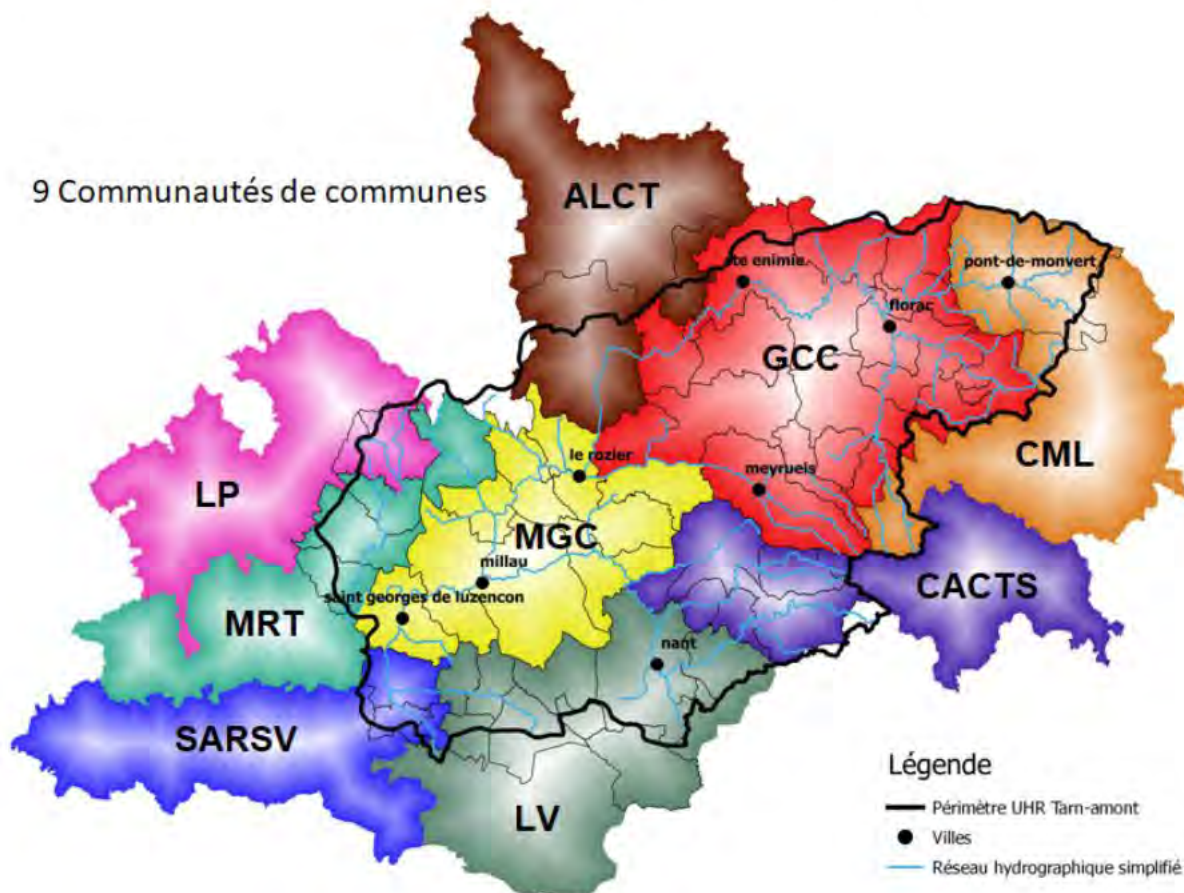 9 Communautés de communes
ALCT
ste enimie
pont-de-monvert
florac
GCC
CML
LP
le rozier
meyrueis
MGC
millau
CACTS
saint georges de luzencon
MRT
nant
SARSV
LV
Légende
Périmètre UHR Tarn-amont
Villes
Réseau hydrographique simplifié